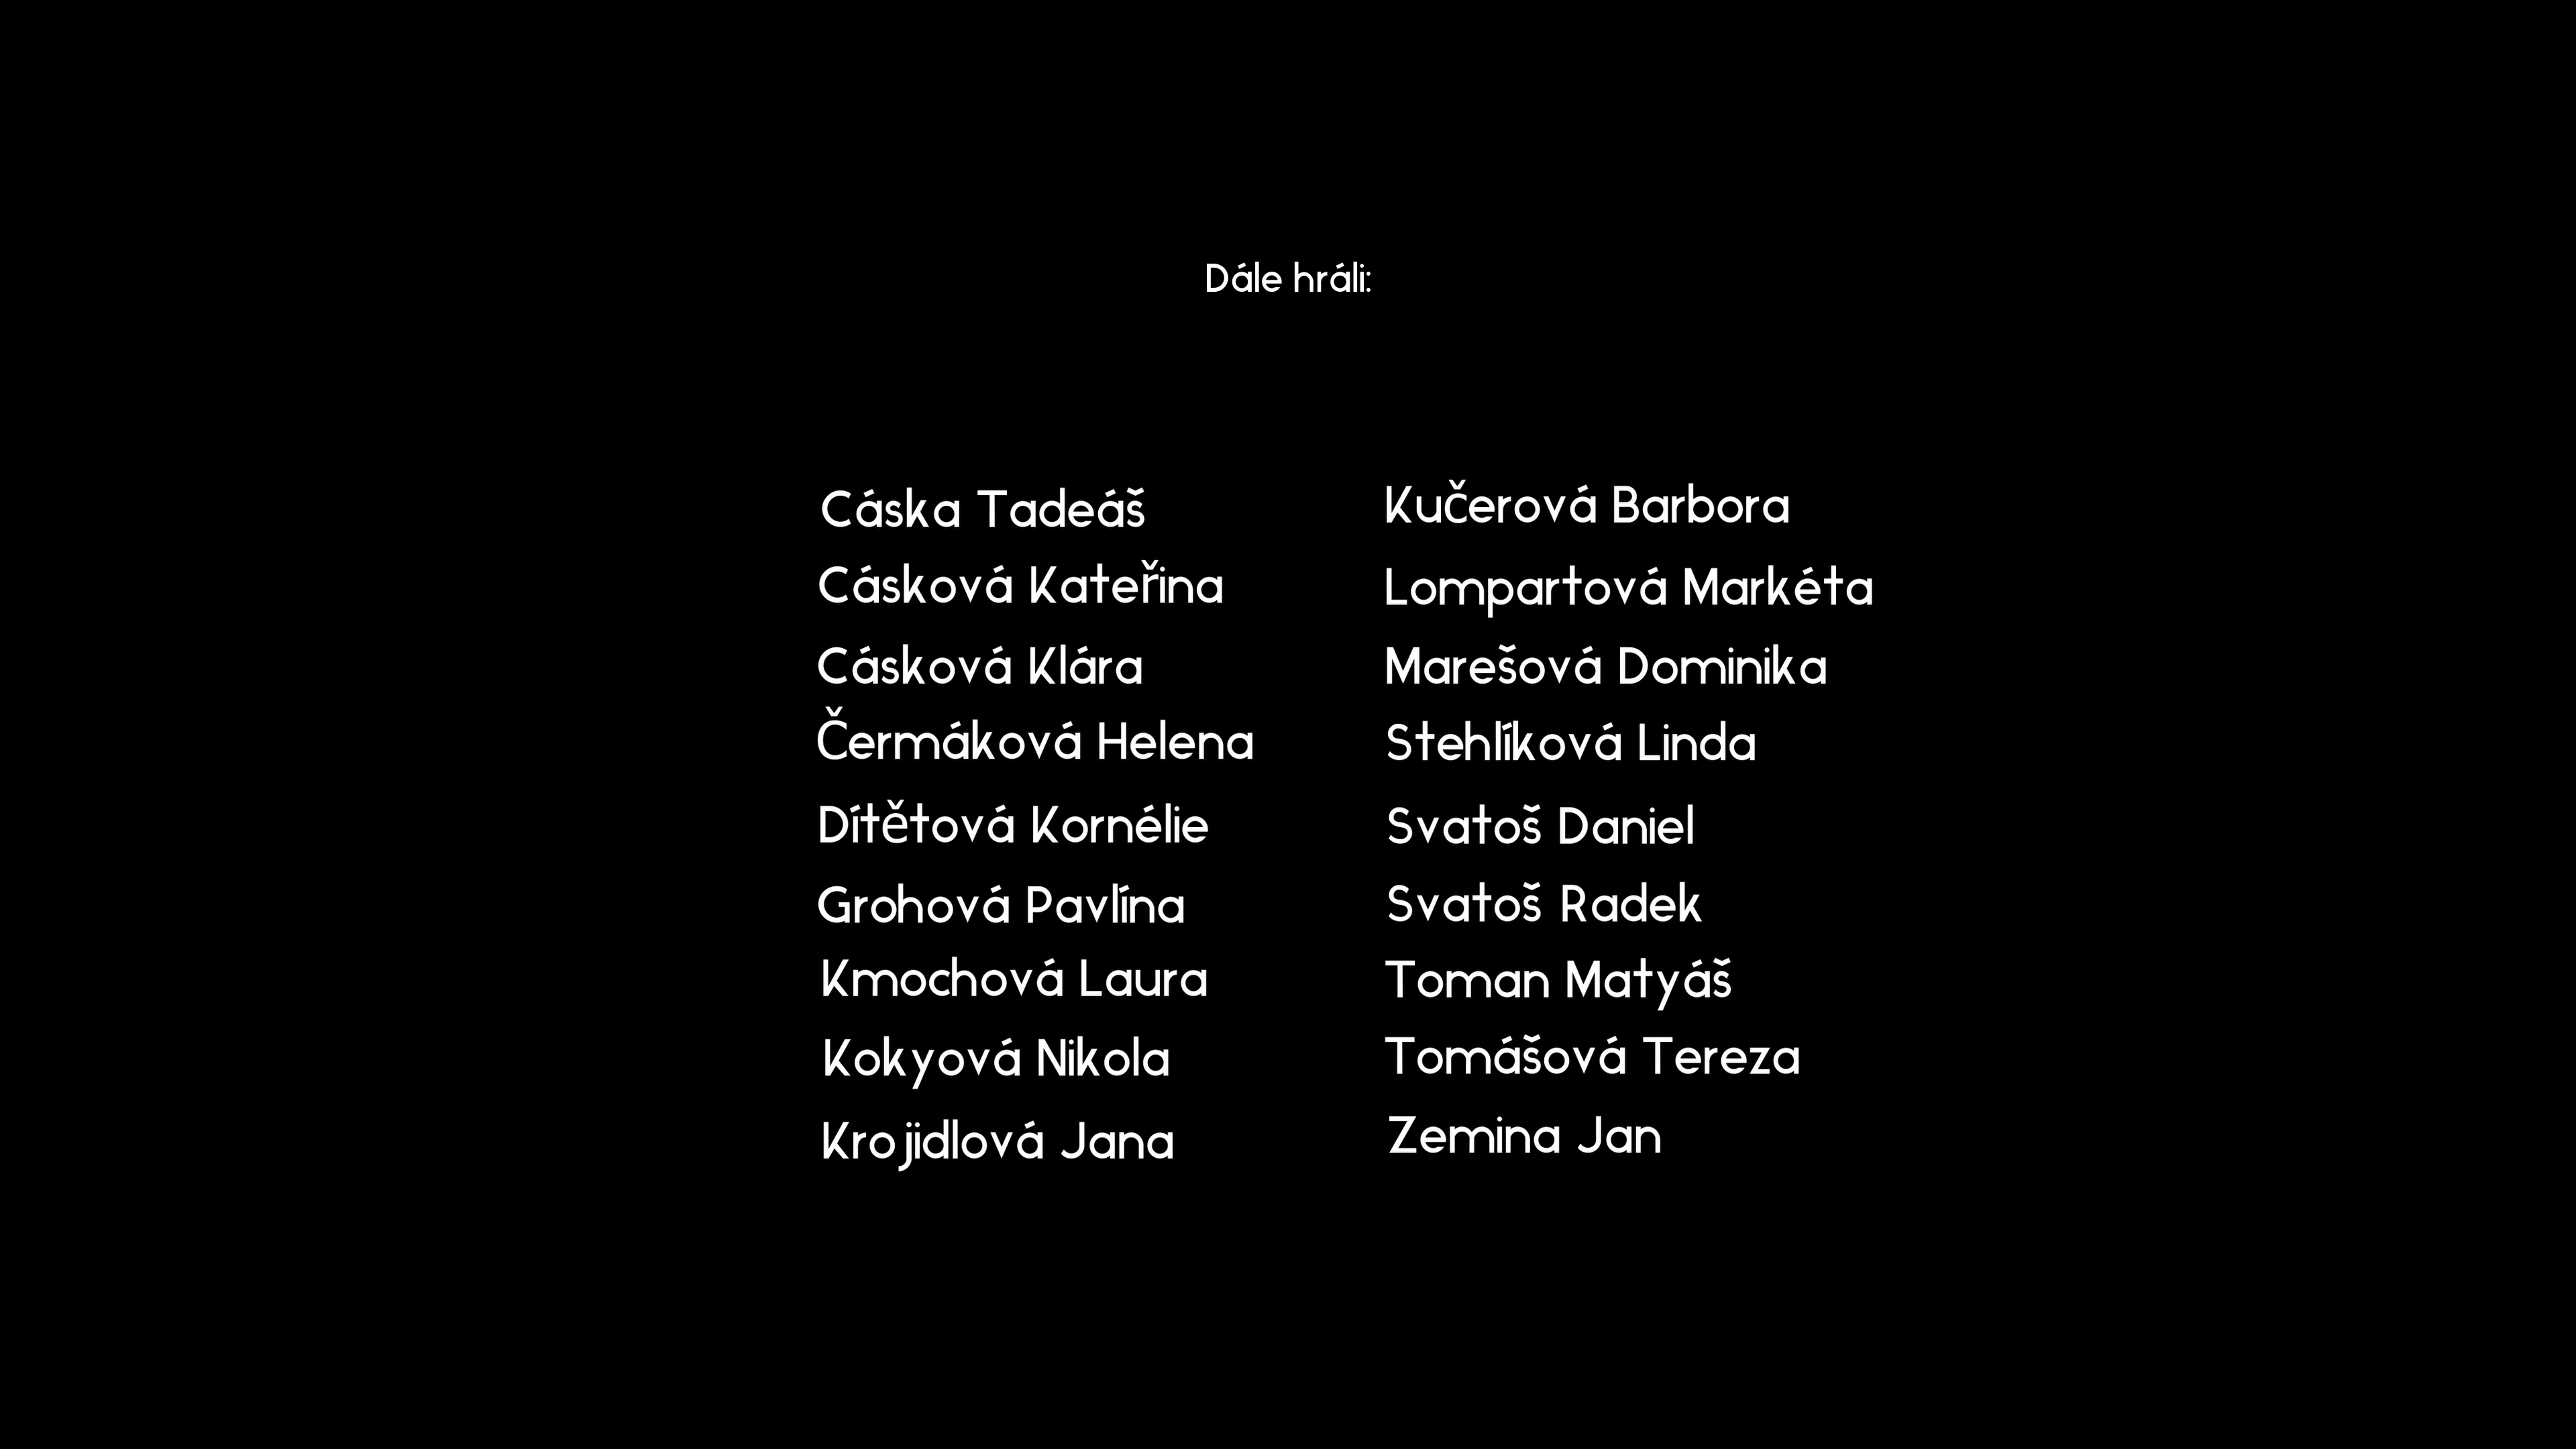 Dále hráli:
Cáska Tadeáš
Cásková Kateřina
Cásková Klára
Čermáková Helena
Dítětová Kornélie
Grohová Pavlína
Kmochová Laura
Kokyová Nikola
Krojidlová Jana
Kučerová Barbora
Lompartová Markéta
Marešová Dominika
Stehlíková Linda
Svatoš Daniel
Svatoš Radek
Toman Matyáš
Tomášová Tereza
Zemina Jan